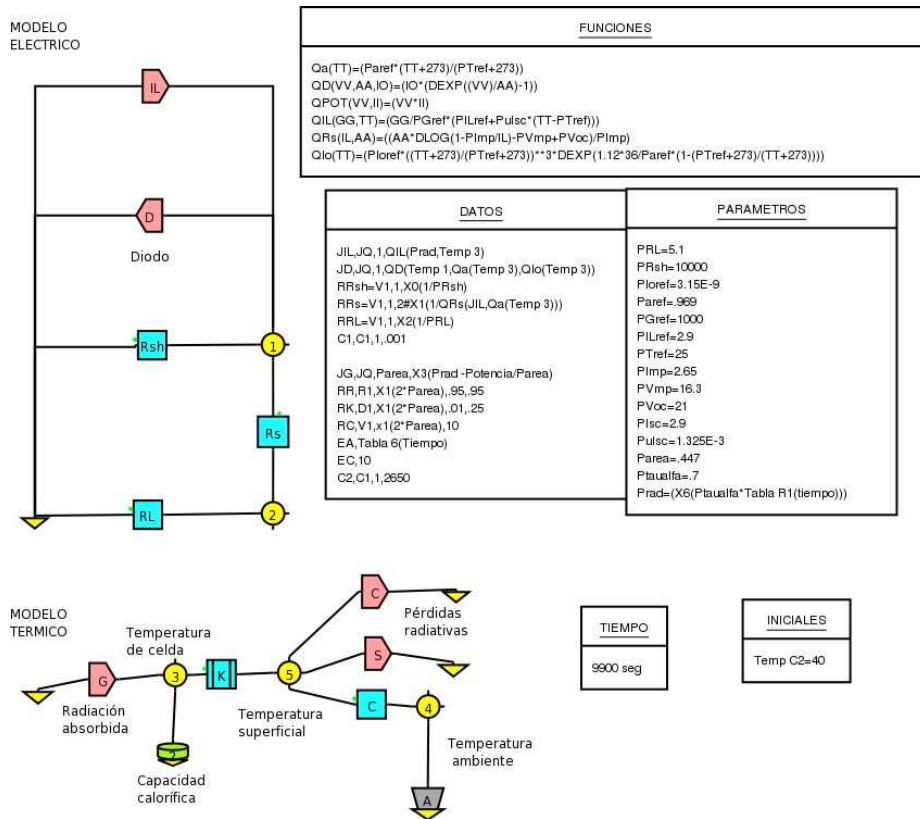 MODELO
ELECTRICO
IL
D
Diodo
Rsh
1
Rs
RL
2
FUNCIONES
Qa(TT)=(Paref*(TT+273)/(PTref+273))
QD(VV,AA,IO)=(IO*(DEXP((VV)/AA)-1))
QPOT(VV,II)=(VV*II)
QIL(GG,TT)=(GG/PGref*(PILref+PuIsc*(TT-PTref)))
QRs(IL,AA)=((AA*DLOG(1-PImp/IL)-PVmp+PVoc)/PImp)
QIo(TT)=(PIoref*((TT+273)/(PTref+273))**3*DEXP(1.12*36/Paref*(1-(PTref+273)/(TT+273))))
DATOS
JIL,JQ,1,QIL(Prad,Temp 3)
JD,JQ,1,QD(Temp 1,Qa(Temp 3),QIo(Temp 3))
RRsh=V1,1,X0(1/PRsh)
RRs=V1,1,2#X1(1/QRs(JIL,Qa(Temp 3)))
RRL=V1,1,X2(1/PRL)
C1,C1,1,.001
JG,JQ,Parea,X3(Prad -Potencia/Parea)
RR,R1,X1(2*Parea),.95,.95
RK,D1,X1(2*Parea),.01,.25
RC,V1,x1(2*Parea),10
EA,Tabla 6(Tiempo)
EC,10
C2,C1,1,2650
PARAMETROS
PRL=5.1
PRsh=10000
PIoref=3.15E-9
Paref=.969
PGref=1000
PILref=2.9
PTref=25
PImp=2.65
PVmp=16.3
PVoc=21
PIsc=2.9
PuIsc=1.325E-3
Parea=.447
Ptaualfa=.7
Prad=(X6(Ptaualfa*Tabla R1(tiempo)))
MODELO
TERMICO
Temperatura
de celda
G
3
K
5
C
S
C
4
2
A
Radiación
absorbida
Capacidad
calorífica
Temperatura
superficial
Pérdidas
radiativas
Temperatura
ambiente
TIEMPO
9900 seg
INICIALES
Temp C2=40